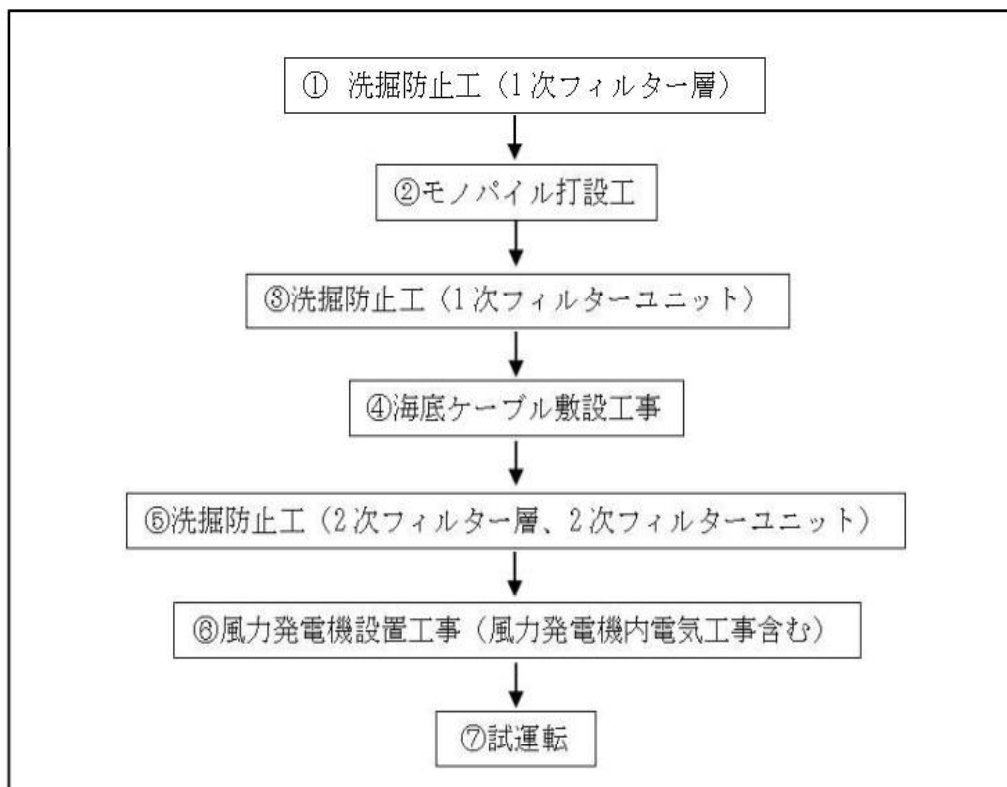 ① 洗掘防止工（1次フィルター層）
②モノパイル打設工
③洗掘防止工（1次フィルターユニット）
④海底ケーブル敷設工事
⑤洗掘防止工（2次フィルター層、2次フィルターユニット）
⑥風力発電機設置工事（風力発電機内電気工事含む）
⑦試運転